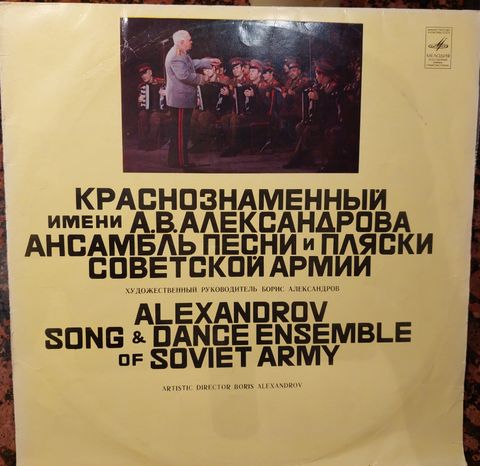 МЕЛОДИЯ
КРАСНОЗНАМЕННЫЙ
ИМЕНИ А.В.АЛЕКСАНДРОВА
АНСАМБЛЬ ПЕСНИ И ПЛЯСКИ
СОВЕТСКОЙ АРМИИ
ХУДОЖЕСТВЕННЫЙ РУКОВОДИТЕЛЬ БОРИС АЛЕКСАНДРОВ
ALEXANDROV
SONG & DANCE ENSEMBLE
OF SOVIET ARMY
ARTISTIC DIRECTOR BORIS ALEXANDROV